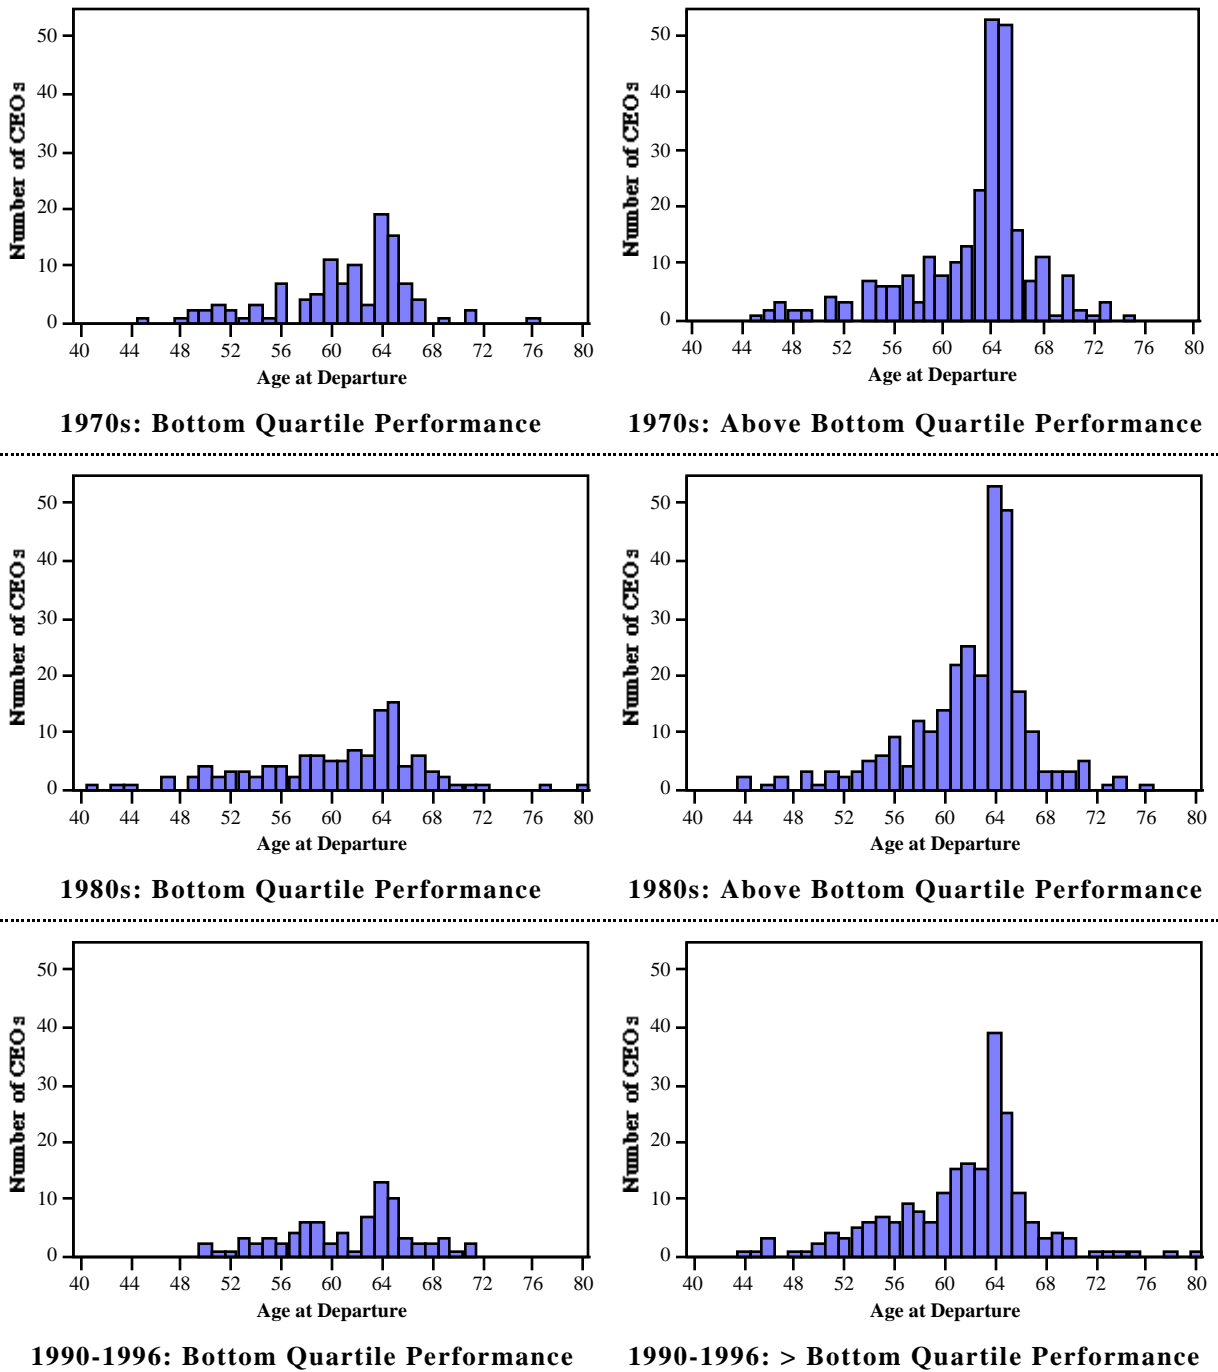 Number of CEOs
50
40
30
20
10
0
40 44 48 52 56 60 64 68 72 76 80
Age at Departure
1970s: Bottom Quartile Performance
Number of CEOs
50
40
30
20
10
0
40 44 48 52 56 60 64 68 72 76 80
Age at Departure
1970s: Above Bottom Quartile Performance
Number of CEOs
50
40
30
20
10
0
40 44 48 52 56 60 64 68 72 76 80
Age at Departure
1980s: Bottom Quartile Performance
Number of CEOs
50
40
30
20
10
0
40 44 48 52 56 60 64 68 72 76 80
Age at Departure
1980s: Above Bottom Quartile Performance
Number of CEOs
50
40
30
20
10
0
40 44 48 52 56 60 64 68 72 76 80
Age at Departure
1990-1996: Bottom Quartile Performance
Number of CEOs
50
40
30
20
10
0
40 44 48 52 56 60 64 68 72 76 80
Age at Departure
1990-1996: > Bottom Quartile Performance